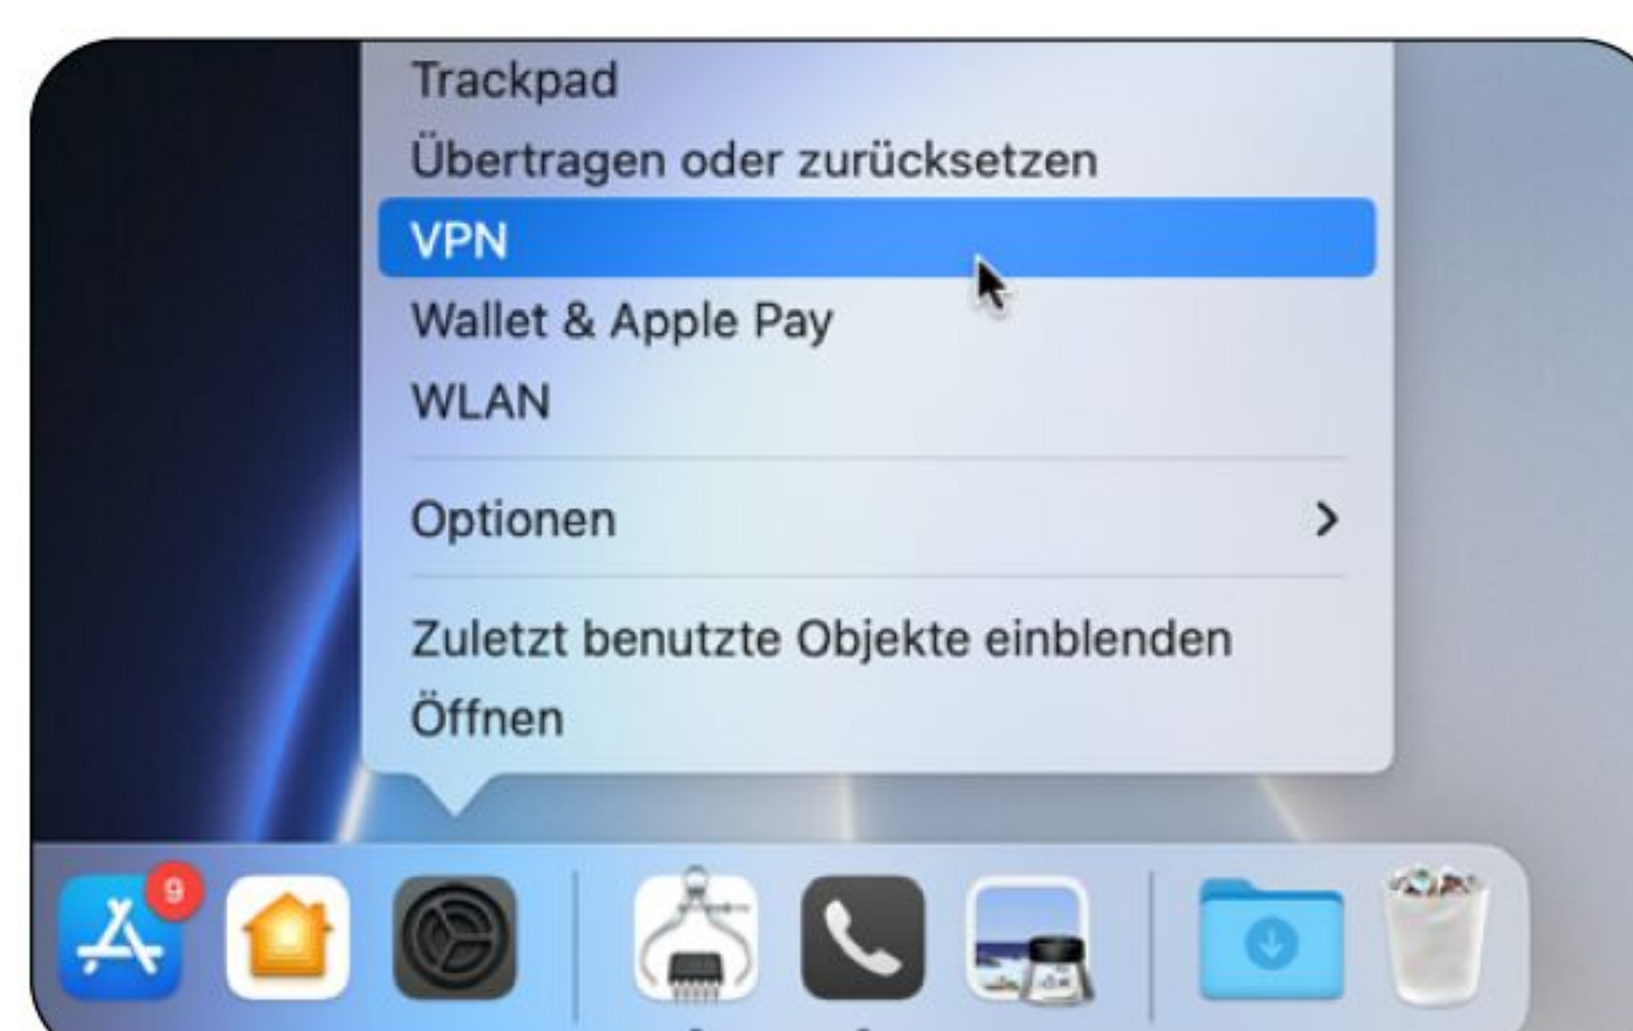 Trackpad
Übertragen oder zurücksetzen
VPN
Wallet & Apple Pay
WLAN
Optionen
Zuletzt benutzte Objekte einblenden
Öffnen
9